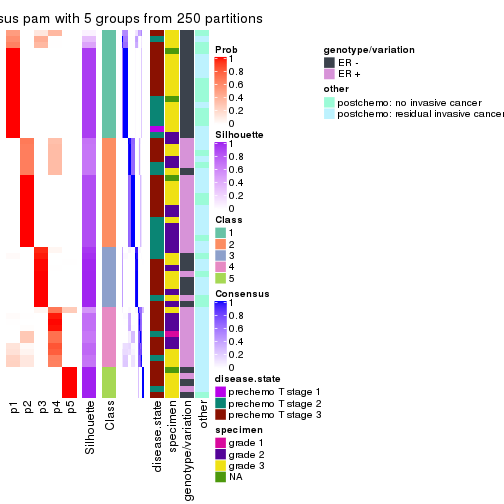 sus pam with 5 groups from 250 partitions
Prob
1
0.8
0.6
0.4
0.2
0
Silhouette
1
0.8
0.6
0.4
0.2
0
Class
1
2
3
4
5
Consensus
1
0.8
0.6
0.4
0.2
0
disease.state
prechemo T stage 1
prechemo T stage 2
prechemo T stage 3
specimen
grade 1
grade 2
grade 3
NA
genotype/variation
ER -
ER +
other
postchemo: no invasive cancer
postchemo: residual invasive cancer
p1
p2
p3
p4
p5
Silhouette
Class
disease.state
specimen
genotype/variation
other